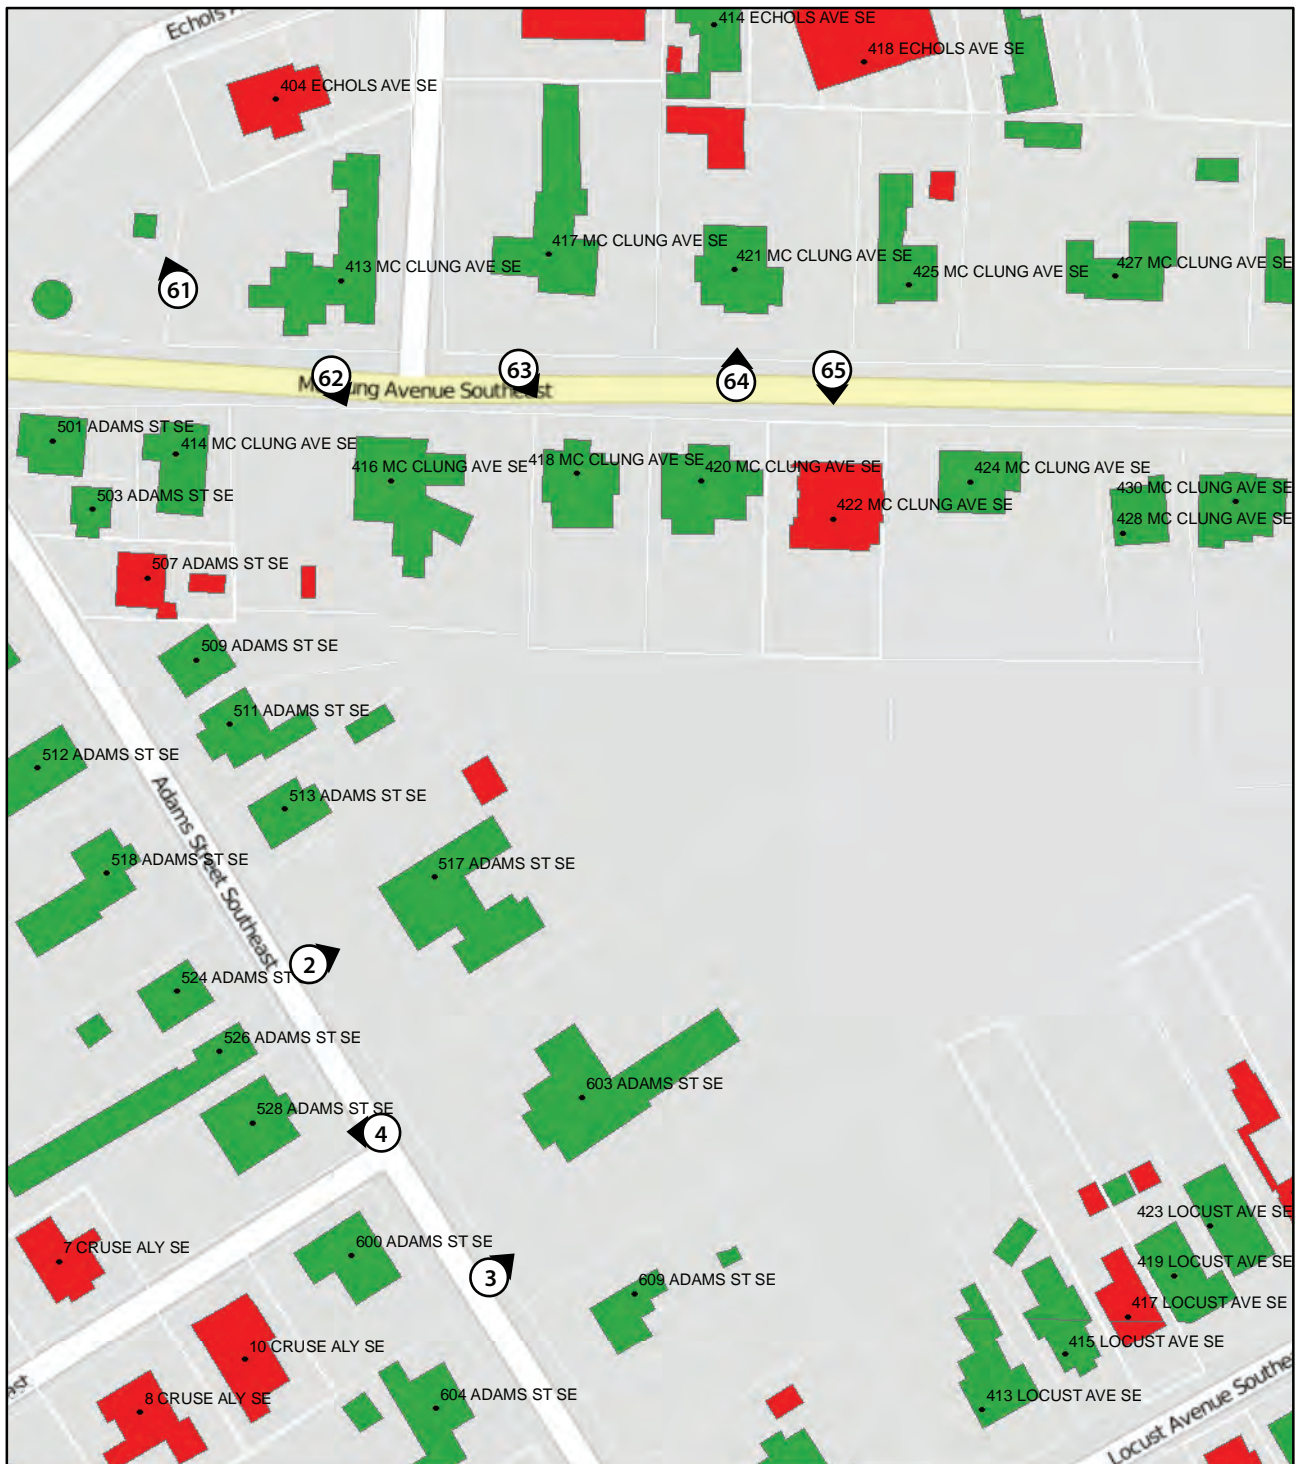 Echols A
414 ECHOLS AVE SE
418 ECHOLS AVE SE
404 ECHOLS AVE SE
417 MC CLUNG AVE SE
421 MC CLUNG AVE SE
413 MC CLUNG AVE SE
425 MC CLUNG AVE SE
427 MC CLUNG AVE SE
61
62
63
64
65
Avenue Southeast
501 ADAMS ST SE
414 MC CLUNG AVE SE
416 MC CLUNG AVE SE
418 MC CLUNG AVE SE
420 MC CLUNG AVE SE
424 MC CLUNG AVE SE
430 MC CLUNG AVE SE
503 ADAMS ST SE
422 MC CLUNG AVE SE
428 MC CLUNG AVE SE
507 ADAMS ST SE
509 ADAMS ST SE
511 ADAMS ST SE
512 ADAMS ST SE
513 ADAMS ST SE
Adams Street Southeast
518 ADAMS ST SE
517 ADAMS ST SE
2
524 ADAMS ST
526 ADAMS ST SE
603 ADAMS ST SE
528 ADAMS ST SE
4
423 LOCUST AVE SE
7 CRUSE ALY SE
600 ADAMS ST SE
419 LOCUST AVE SE
3
609 ADAMS ST SE
417 LOCUST AVE SE
10 CRUSE ALY SE
415 LOCUST AVE SE
8 CRUSE ALY SE
604 ADAMS ST SE
413 LOCUST AVE SE
Locust Avenue Southe